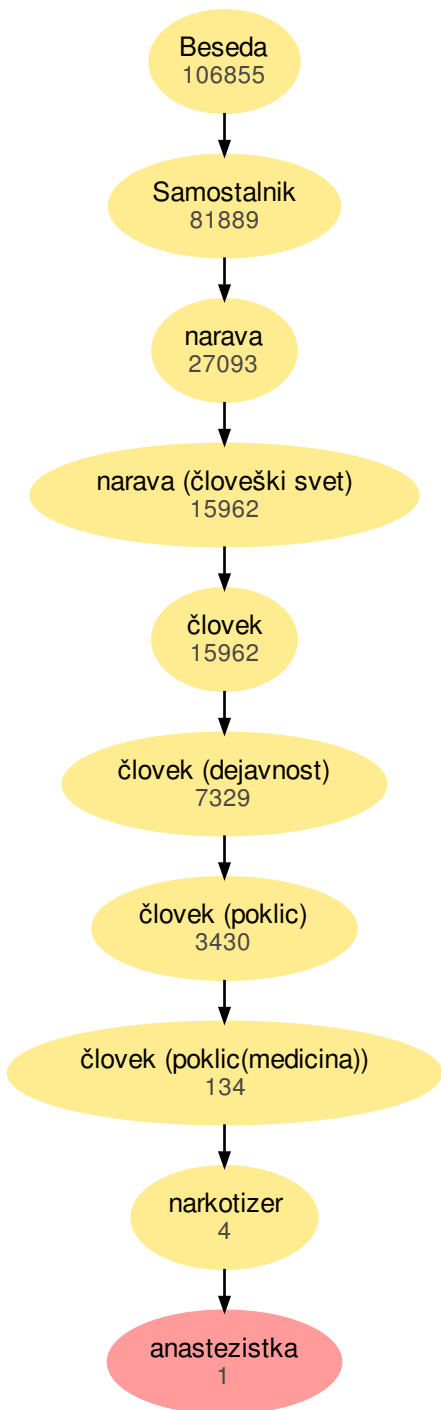 Beseda
106855
Samostalnik
81889
narava
27093
narava (človeški svet)
15962
človek
15962
človek (dejavnost)
7329
človek (poklic)
3430
človek (poklic(medicina))
134
narkotizer
4
anastezistka
1